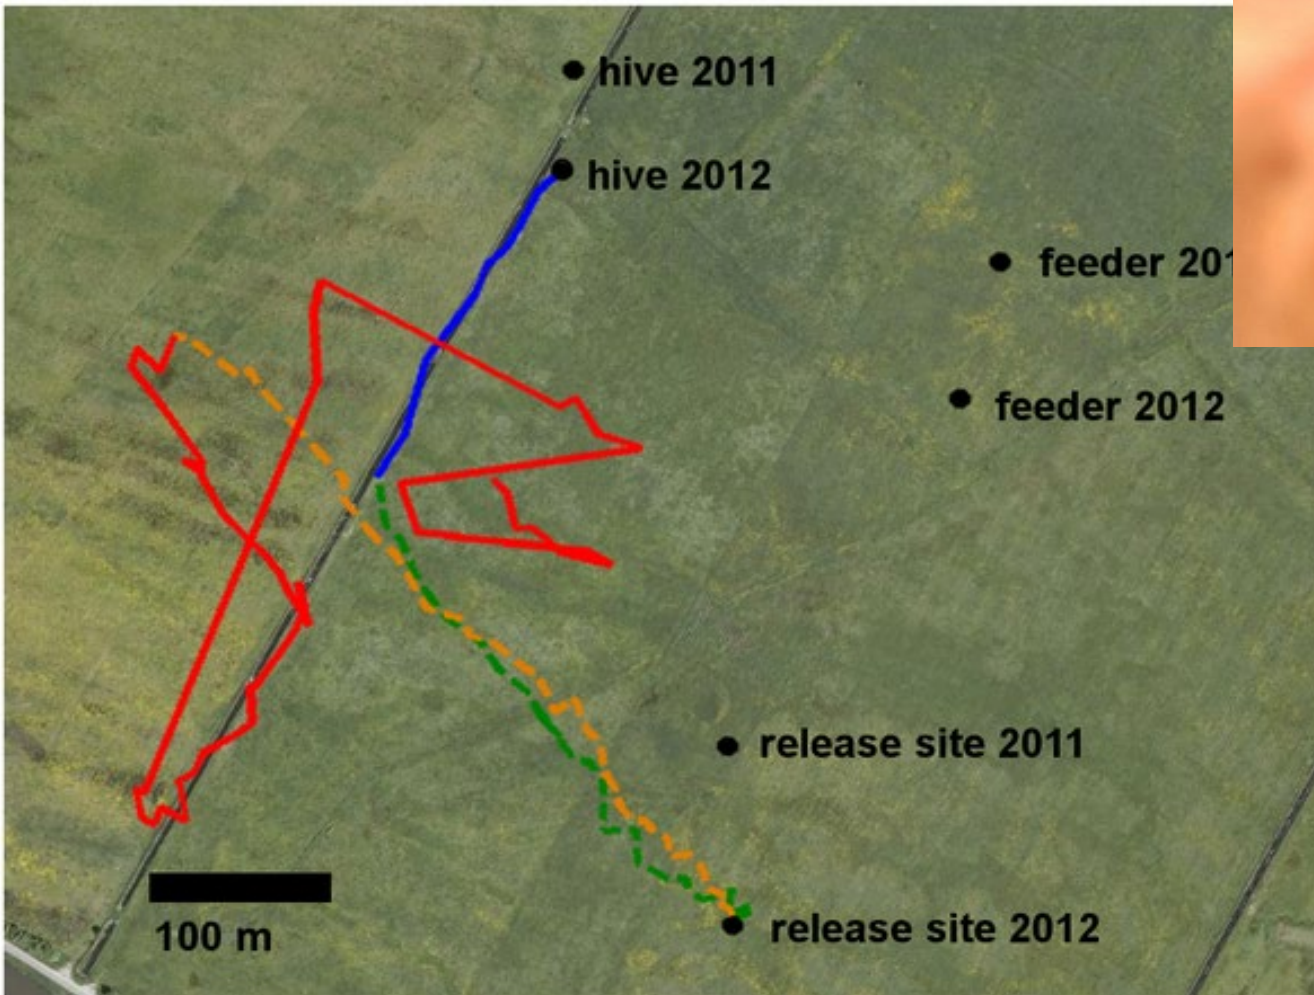 hive 2011
hive 2012
feeder 201
feeder 2012
release site 2011
release site 2012
100 m